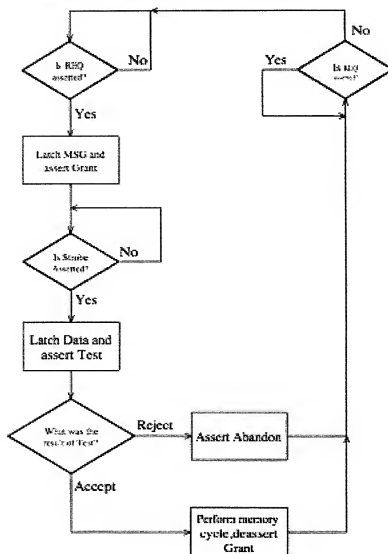 No
Is REQ
asserted?
No
Yes
Is REQ
asserted?
Yes
Latch MSG and
assert Grant
Is Strobe
Asserted?
No
Yes
Latch Data and
assert Test
What was the
result of Test?
Reject
Assert Abandon
Accept
Perform memory
cycle,deassert
Grant